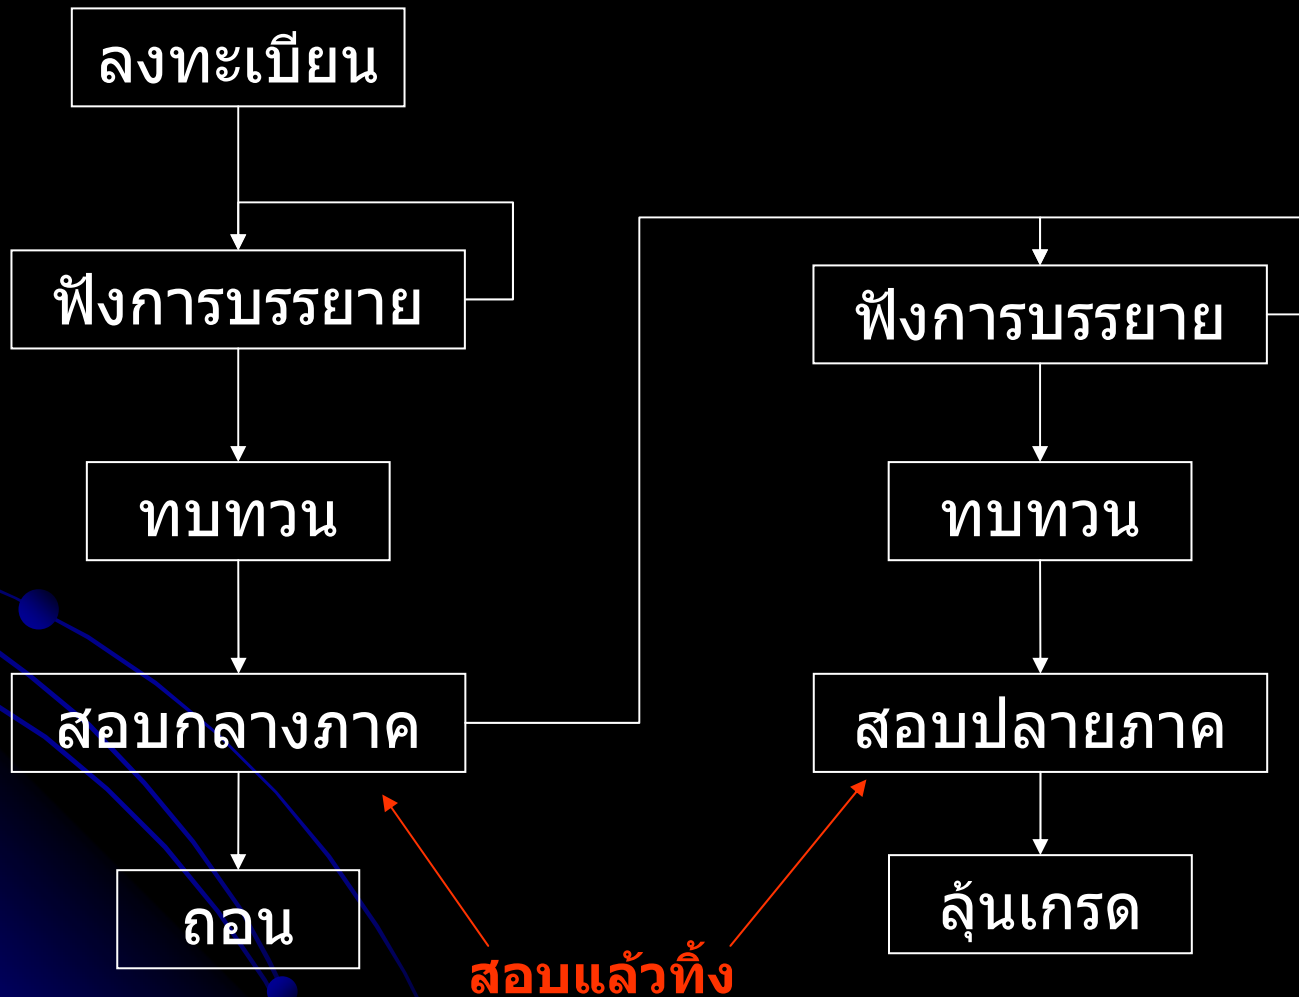 ลงทะเบียน
ฟังการบรรยาย
ทบทวน
สอบกลางภาค
ถอน
ฟังการบรรยาย
ทบทวน
สอบปลายภาค
ลุ้นเกรด
สอบแล้วทิ้ง